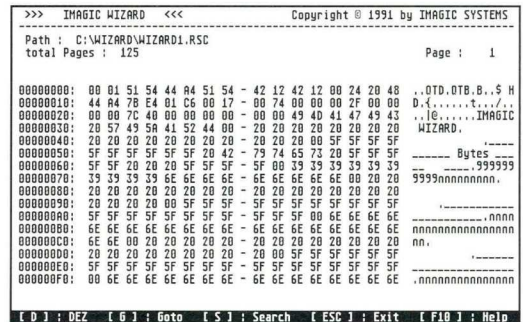 >>> IMAGIC WIZARD <<< Copyright © 1991 by IMAGIC SYSTEMS
Path : C:\WIZARD\WIZARD1.RSC
total Pages : 125 Page : 1
00000000: 00 01 51 54 44 A4 51 54 - 42 12 42 12 00 24 20 48 ..QTD.QTB.B..$ H
00000010: 44 A4 7B E4 01 C6 00 17 - 00 74 00 00 00 2F 00 00 D.{......t.../..
00000020: 00 00 7C 40 00 00 00 00 - 00 00 49 4D 41 47 49 43 ..|@......IMAGIC
00000030: 20 57 49 5A 41 52 44 00 - 20 20 20 20 20 20 20 20 WIZARD.
00000040: 20 20 20 20 20 20 20 20 - 20 20 20 00 5F 5F 5F 5F .____
00000050: 5F 5F 5F 5F 5F 5F 20 42 - 79 74 65 73 20 5F 5F 5F ______ Bytes ___
00000060: 5F 5F 20 20 20 5F 5F 5F - 5F 00 39 39 39 39 39 39 __ ____.999999
00000070: 39 39 39 39 6E 6E 6E 6E - 6E 6E 6E 6E 6E 00 20 20 9999nnnnnnnnn.
00000080: 20 20 20 20 20 20 20 20 - 20 20 20 20 20 20 20 20
00000090: 20 20 20 20 00 5F 5F 5F - 5F 5F 5F 5F 5F 5F 5F 5F .___________
000000A0: 5F 5F 5F 5F 5F 5F 5F 5F - 5F 5F 5F 00 6E 6E 6E 6E ___________.nnnn
000000B0: 6E 6E 6E 6E 6E 6E 6E 6E - 6E 6E 6E 6E 6E 6E 6E 6E nnnnnnnnnnnnnnnn
000000C0: 6E 6E 00 20 20 20 20 20 - 20 20 20 20 20 20 20 20 nn.
000000D0: 20 20 20 20 20 20 20 20 - 20 00 5F 5F 5F 5F 5F 5F .______
000000E0: 5F 5F 5F 5F 5F 5F 5F 5F - 5F 5F 5F 5F 5F 5F 5F 5F ________________
000000F0: 00 6E 6E 6E 6E 6E 6E 6E - 6E 6E 6E 6E 6E 6E 6E 6E .nnnnnnnnnnnnnnn
[ D ] : DEZ [ G ] : Goto [ S ] : Search [ ESC ] : Exit [ F10 ] : Help